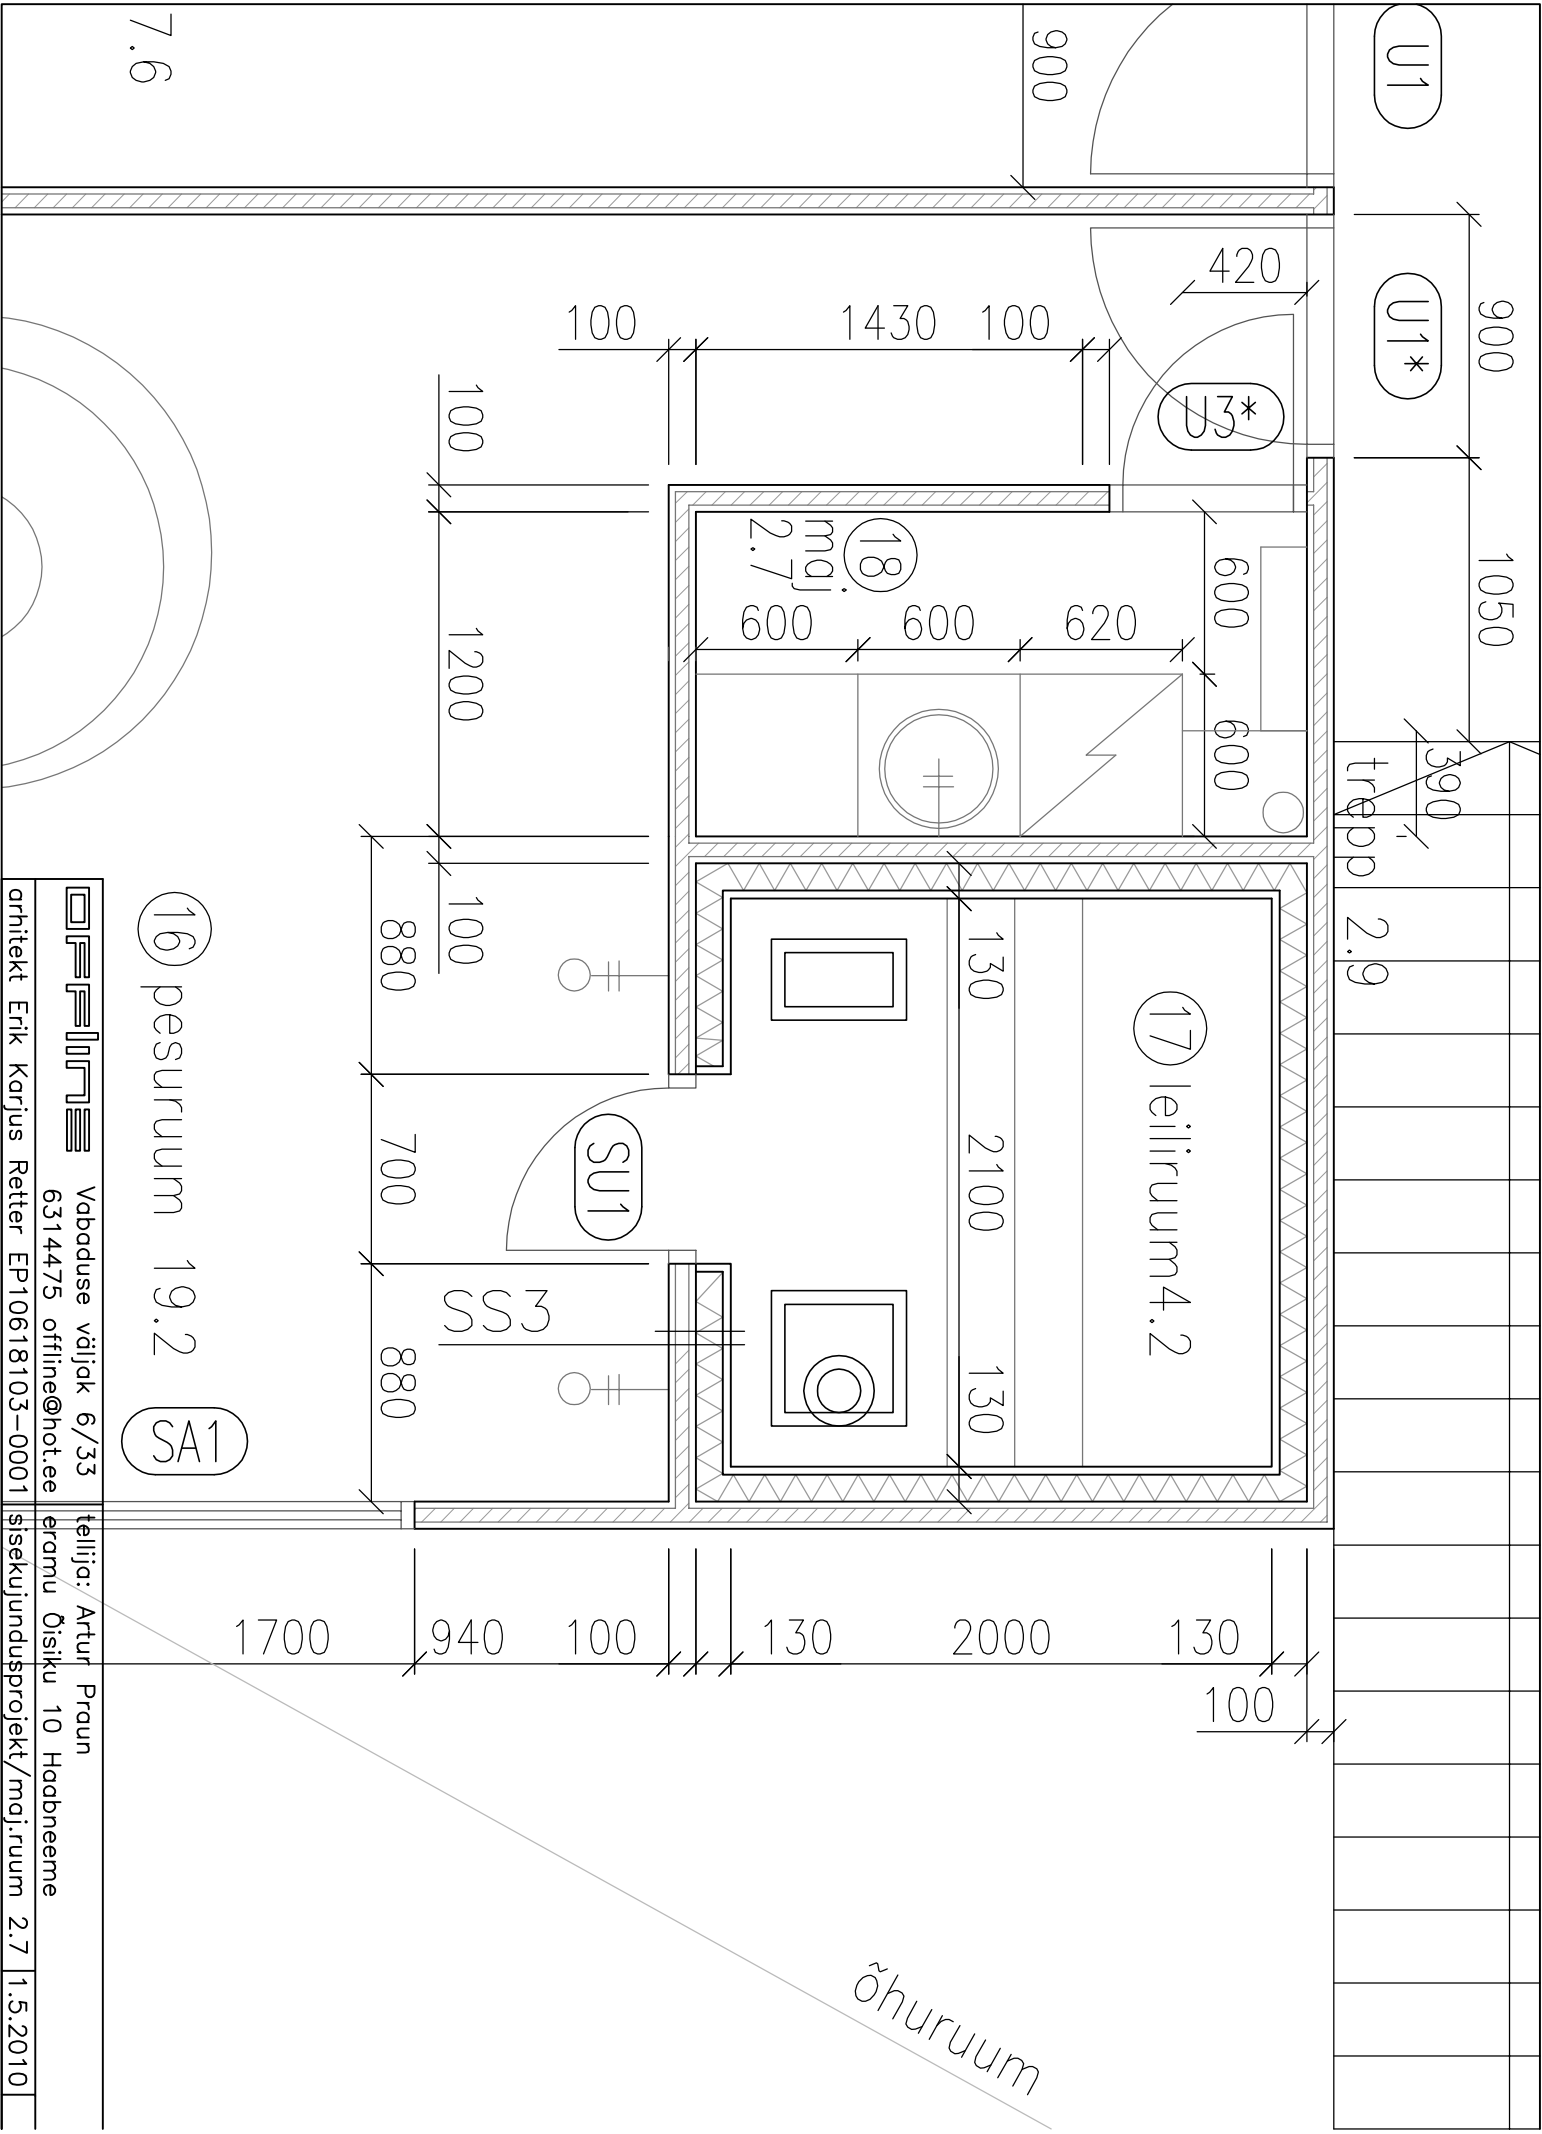 U1
900
7.6
900
U1*
1050
420
100
1430
100
U3*
100
1200
100
18
maj.
2.7
600
600
600
600
620
390
trepp 2.9
130
2100
130
17 leiliruum 4.2
880
700
880
SU1
SS3
16 pesuruum 19.2
SA1
1700
940
100
130
2000
130
100
õhuruum
OFFLINE
Vabaduse väljak 6/33
6314475 offline@hot.ee
arhitekt Erik Karjus Retter EP10618103-0001
tellija: Artur Praun
eramu Õisiku 10 Haabneeme
sisekujundusprojekt/maj.ruum 2.7
1.5.2010